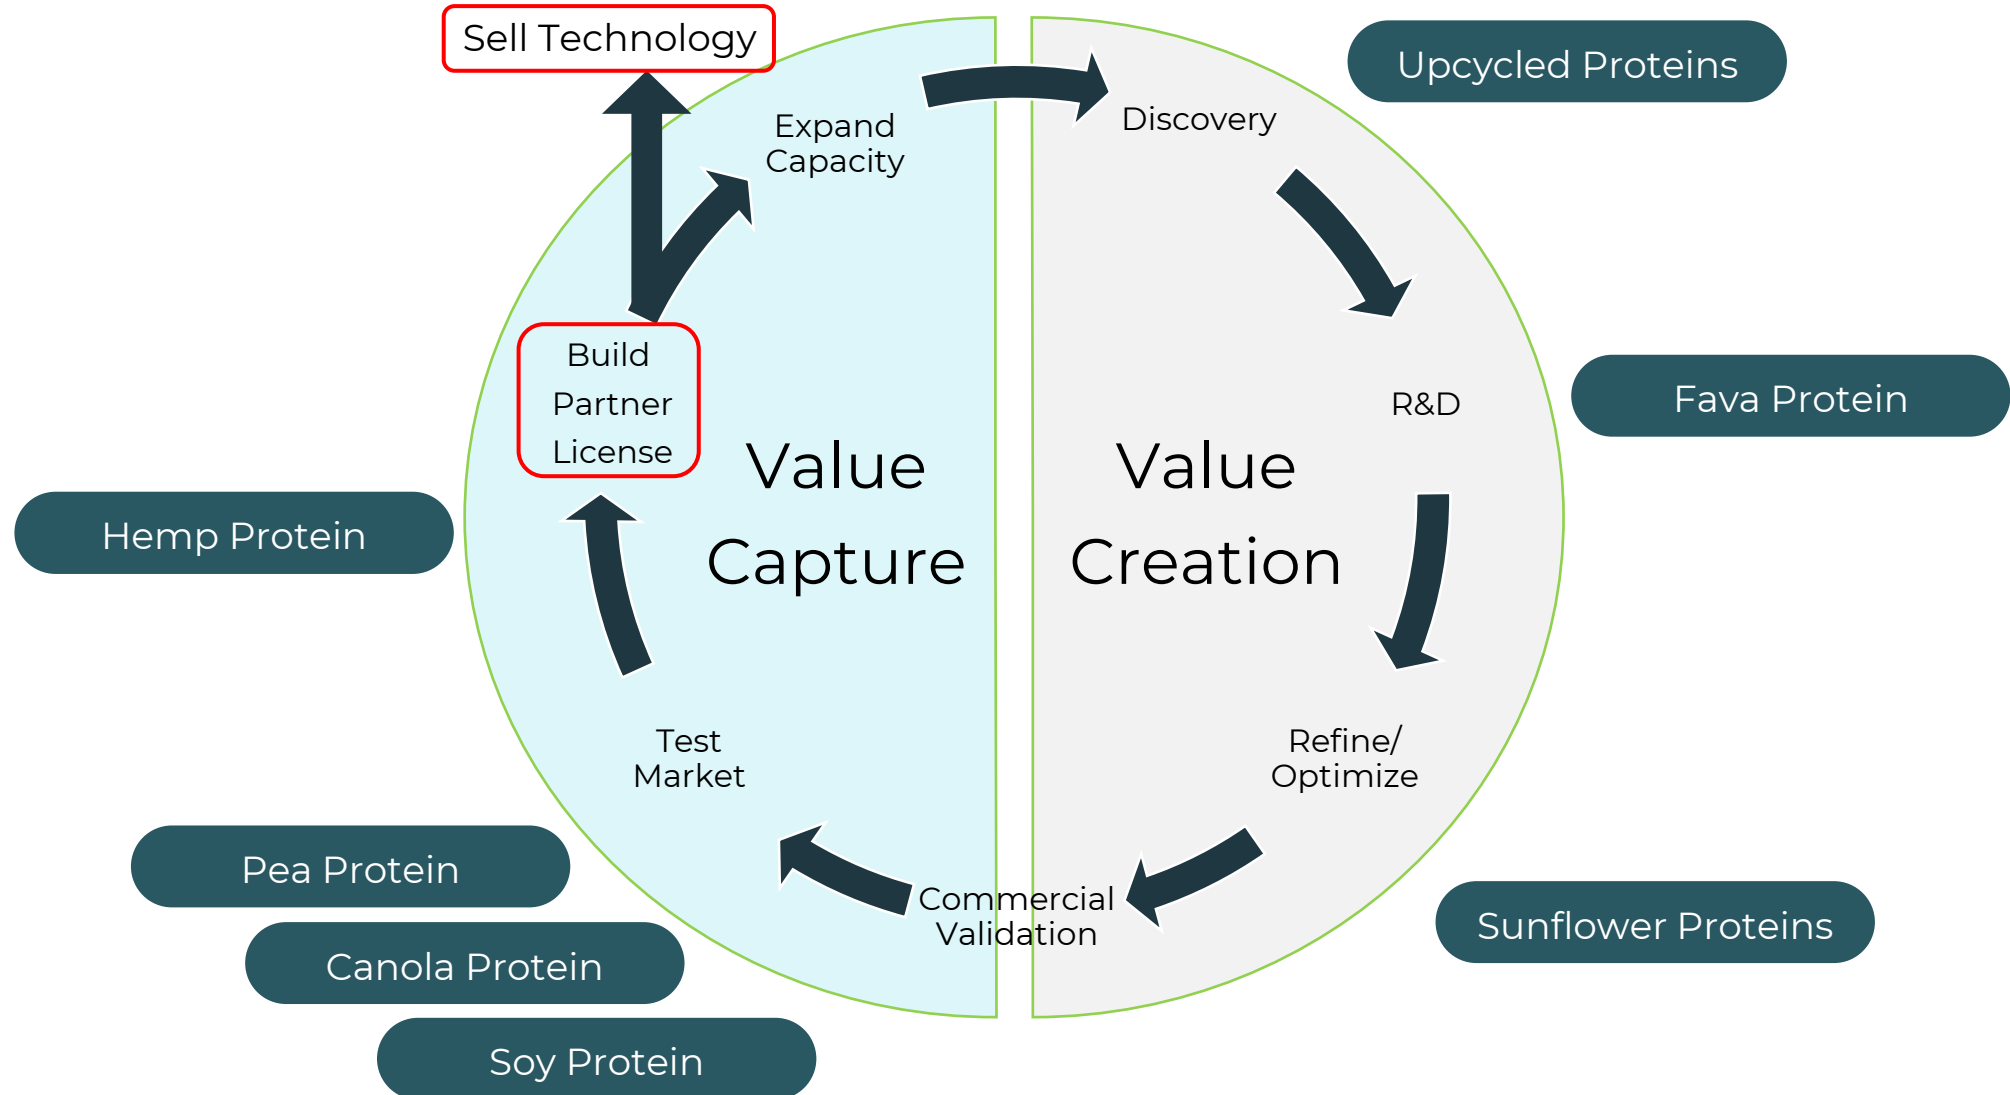 Sell Technology
Upcycled Proteins
Expand
Capacity
Discovery
Build
Partner
License
R&D
Fava Protein
Value
Capture
Value
Creation
Hemp Protein
Test
Market
Refine/
Optimize
Pea Protein
Commercial
Validation
Sunflower Proteins
Canola Protein
Soy Protein